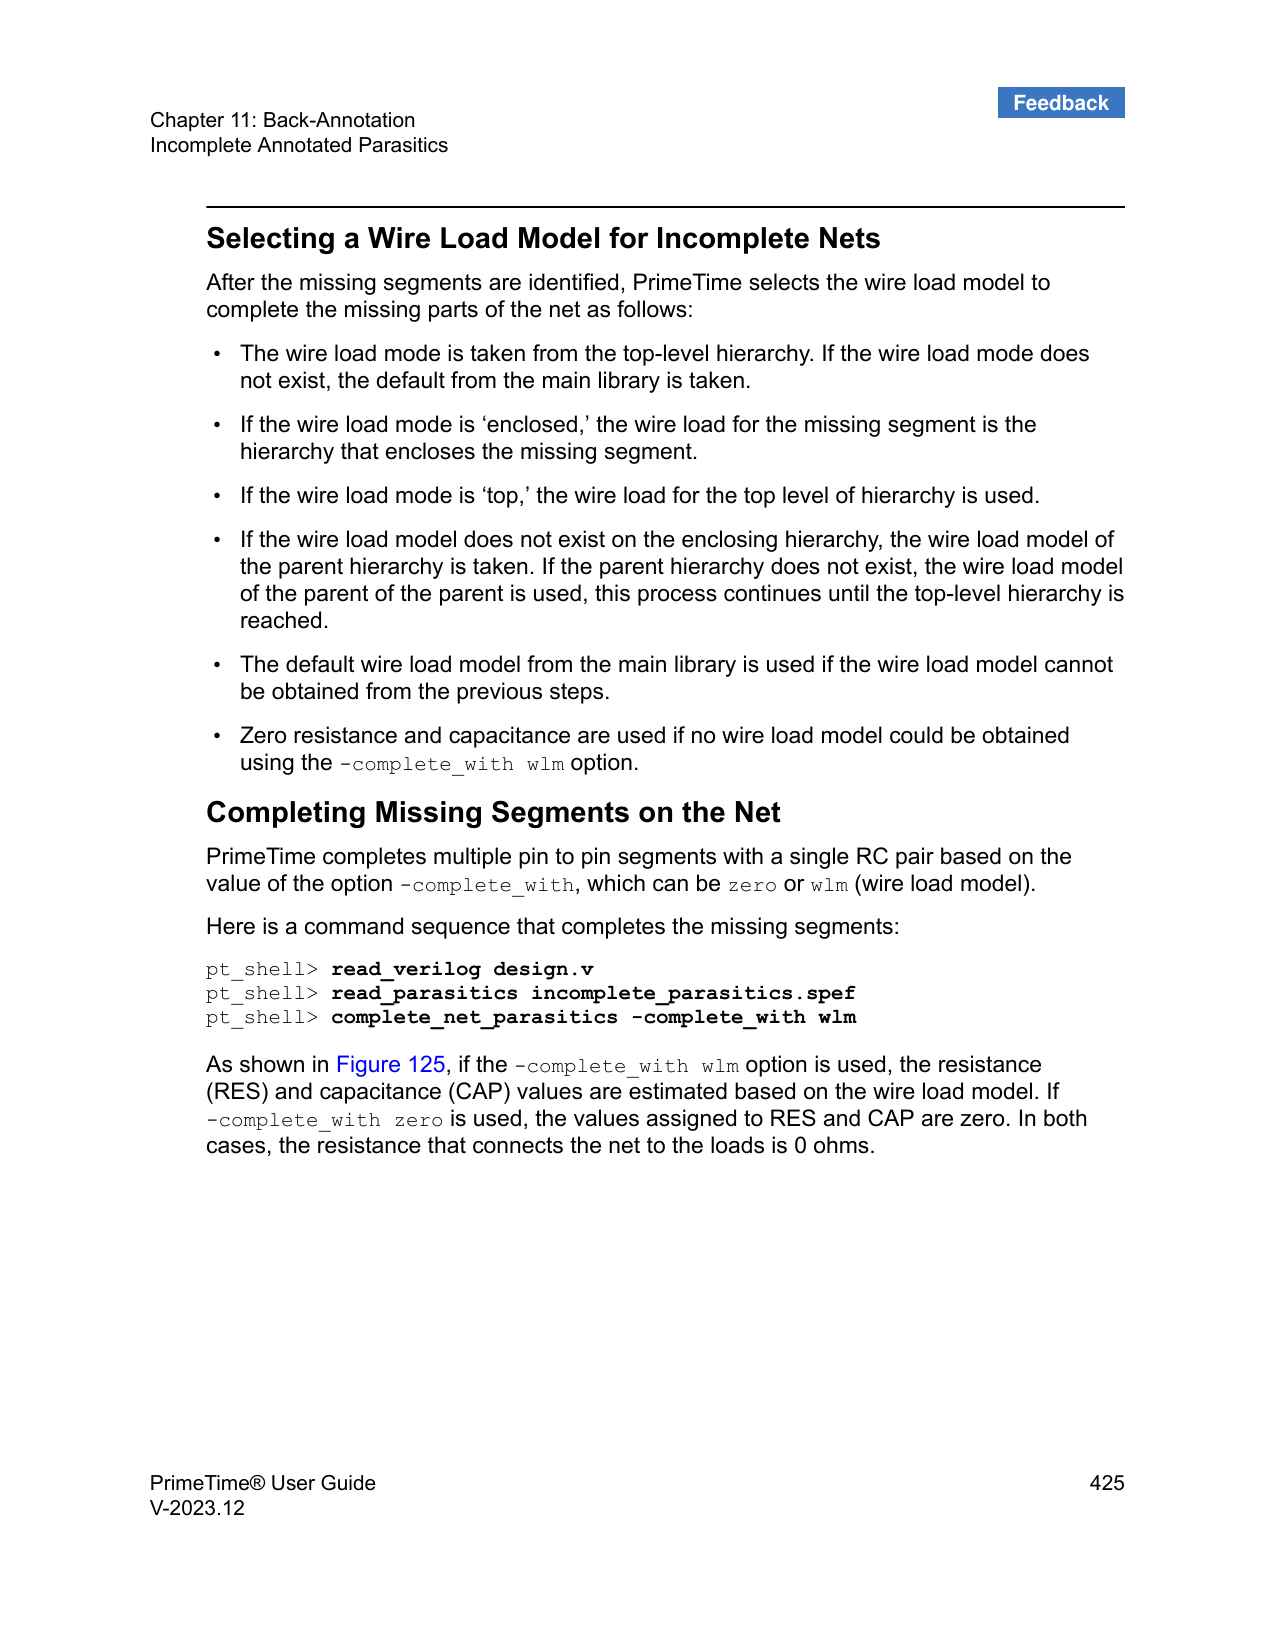 Feedback
Chapter 11: Back-Annotation
Incomplete Annotated Parasitics
Selecting a Wire Load Model for Incomplete Nets
After the missing segments are identified, PrimeTime selects the wire load model to
complete the missing parts of the net as follows:
• The wire load mode is taken from the top-level hierarchy. If the wire load mode does
not exist, the default from the main library is taken.
• If the wire load mode is ‘enclosed,’ the wire load for the missing segment is the
hierarchy that encloses the missing segment.
• If the wire load mode is ‘top,’ the wire load for the top level of hierarchy is used.
• If the wire load model does not exist on the enclosing hierarchy, the wire load model of
the parent hierarchy is taken. If the parent hierarchy does not exist, the wire load model
of the parent of the parent is used, this process continues until the top-level hierarchy is
reached.
• The default wire load model from the main library is used if the wire load model cannot
be obtained from the previous steps.
• Zero resistance and capacitance are used if no wire load model could be obtained
using the -complete_with wlm option.
Completing Missing Segments on the Net
PrimeTime completes multiple pin to pin segments with a single RC pair based on the
value of the option -complete_with, which can be zero or wlm (wire load model).
Here is a command sequence that completes the missing segments:
pt_shell> read_verilog design.v
pt_shell> read_parasitics incomplete_parasitics.spef
pt_shell> complete_net_parasitics -complete_with wlm
As shown in Figure 125, if the -complete_with wlm option is used, the resistance
(RES) and capacitance (CAP) values are estimated based on the wire load model. If
-complete_with zero is used, the values assigned to RES and CAP are zero. In both
cases, the resistance that connects the net to the loads is 0 ohms.
PrimeTime® User Guide
425
V-2023.12